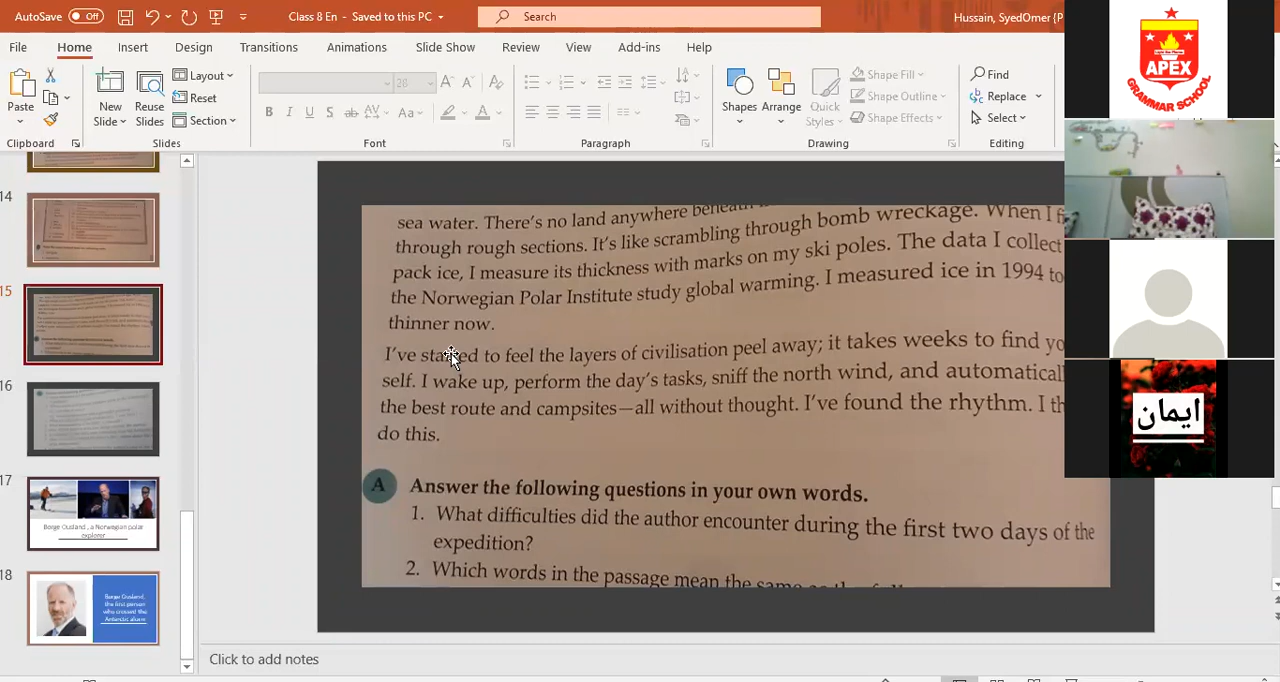 AutoSave Off Class 8 En - Saved to this PC Search Hussain, SyedOmer {P
File Home Insert Design Transitions Animations Slide Show Review View Add-ins Help
Paste
New Slide
Reuse Slides
Layout
Reset
Section
28
Shapes
Arrange
Quick Styles
Shape Fill
Shape Outline
Shape Effects
Find
Replace
Select
Clipboard Slides Font Paragraph Drawing Editing
14
15
16
17
Børge Ousland , a Norwegian polar explorer
18
Børge Ousland, the first person who crossed the Antarctic alone
sea water. There's no land anywhere beneath
through rough sections. It's like scrambling through bomb wreckage. When I
pack ice, I measure its thickness with marks on my ski poles. The data I collect
the Norwegian Polar Institute study global warming. I measured ice in 1994 to
thinner now.
I've started to feel the layers of civilisation peel away; it takes weeks to find
self. I wake up, perform the day's tasks, sniff the north wind, and
the best route and campsites—all without thought. I've found the rhythm. I
do this.
A Answer the following questions in your own words.
1. What difficulties did the author encounter during the first two days of the
expedition?
2. Which words in the passage mean the same as the
Click to add notes
APEX
GRAMMAR SCHOOL
ایمان